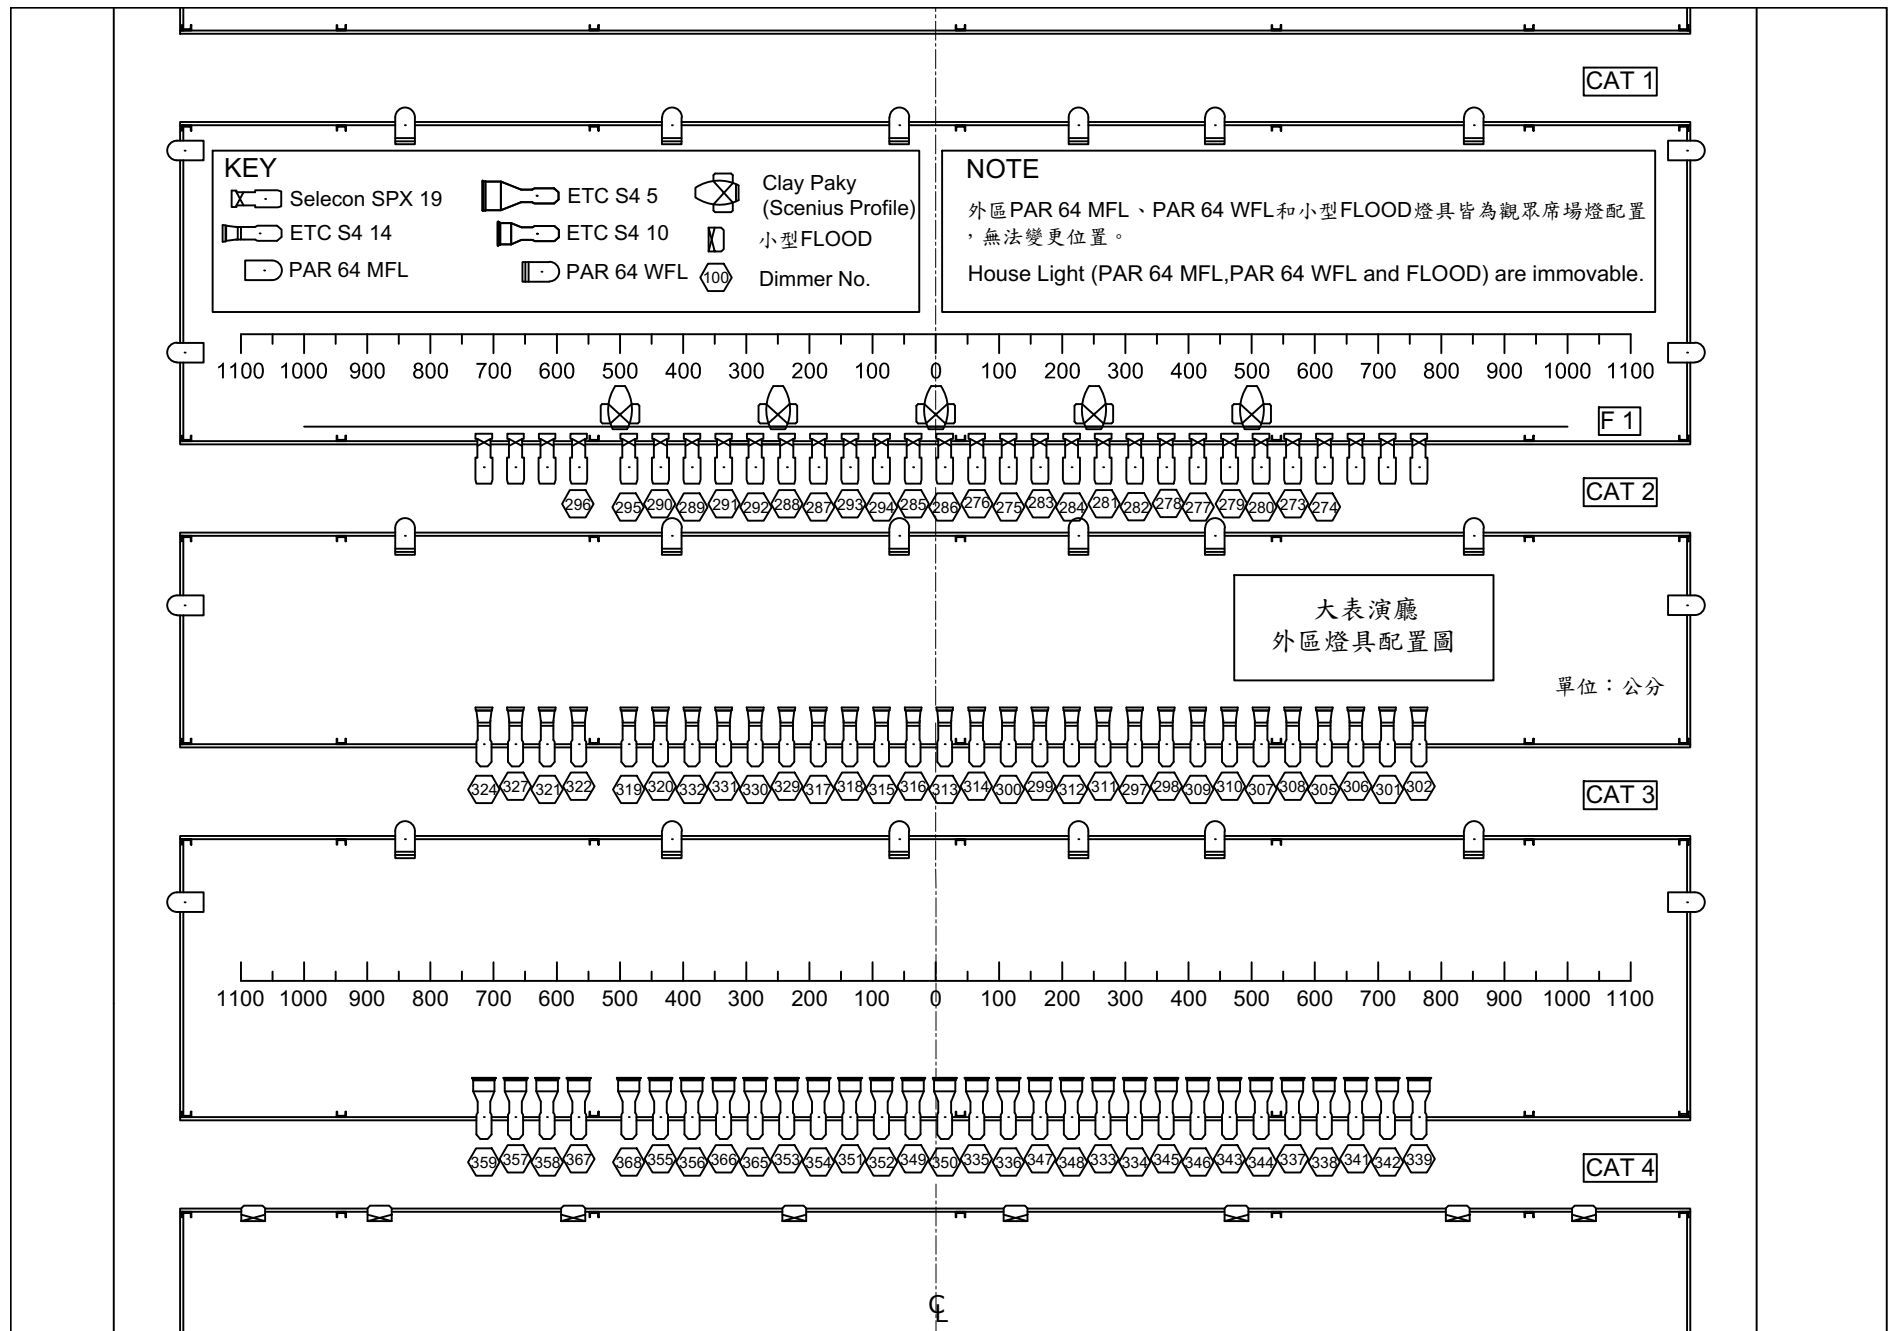 CAT 1
KEY
Selecon SPX 19
ETC S4 14
PAR 64 MFL
ETC S4 5
ETC S4 10
PAR 64 WFL
Clay Paky
(Scenius Profile)
小型FLOOD
100
Dimmer No.
NOTE
外區PAR 64 MFL、PAR 64 WFL和小型FLOOD燈具皆為觀眾席場燈配置
，無法變更位置。
House Light (PAR 64 MFL,PAR 64 WFL and FLOOD) are immovable.
1100 1000 900 800 700 600 500 400 300 200 100 0 100 200 300 400 500 600 700 800 900 1000 1100
F 1
CAT 2
296 295 290 289 291 292 288 287 293 294 285 286 276 275 283 284 281 282 278 277 279 280 273 274
大表演廳
外區燈具配置圖
單位：公分
324 327 321 322 319 320 332 331 330 329 317 318 315 316 313 314 300 299 312 311 297 298 309 310 307 308 305 306 301 302
CAT 3
1100 1000 900 800 700 600 500 400 300 200 100 0 100 200 300 400 500 600 700 800 900 1000 1100
359 357 358 367 368 355 356 366 365 353 354 351 352 349 350 335 336 347 348 333 334 345 346 343 344 337 338 341 342 339
CAT 4
℄